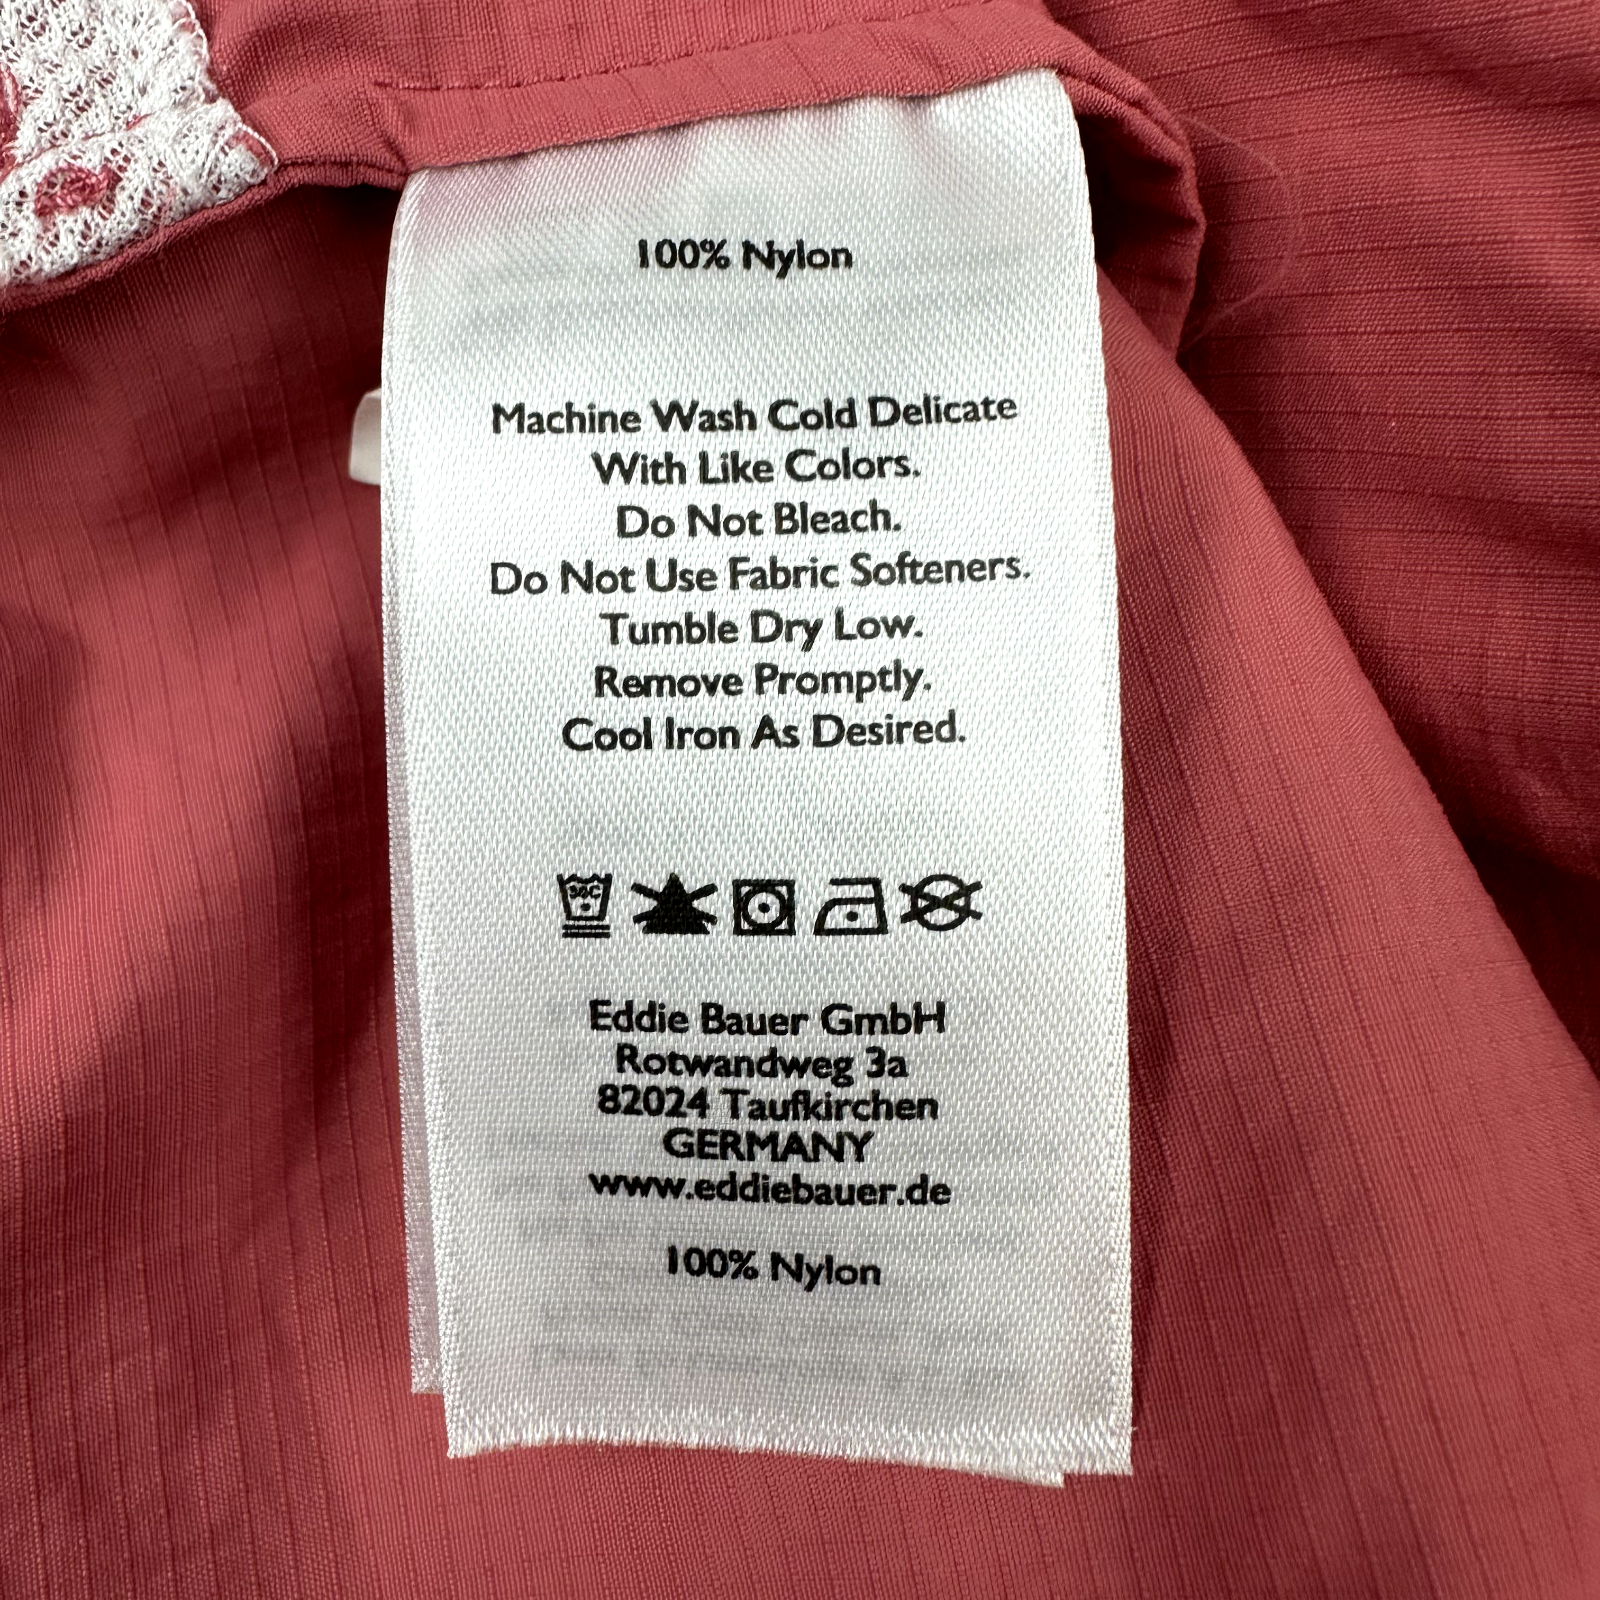 100% Nylon
Machine Wash Cold Delicate
With Like Colors.
Do Not Bleach.
Do Not Use Fabric Softeners.
Tumble Dry Low.
Remove Promptly.
Cool Iron As Desired.
30C
Eddie Bauer GmbH
Rotwandweg 3a
82024 Taufkirchen
GERMANY
www.eddiebauer.de
100% Nylon